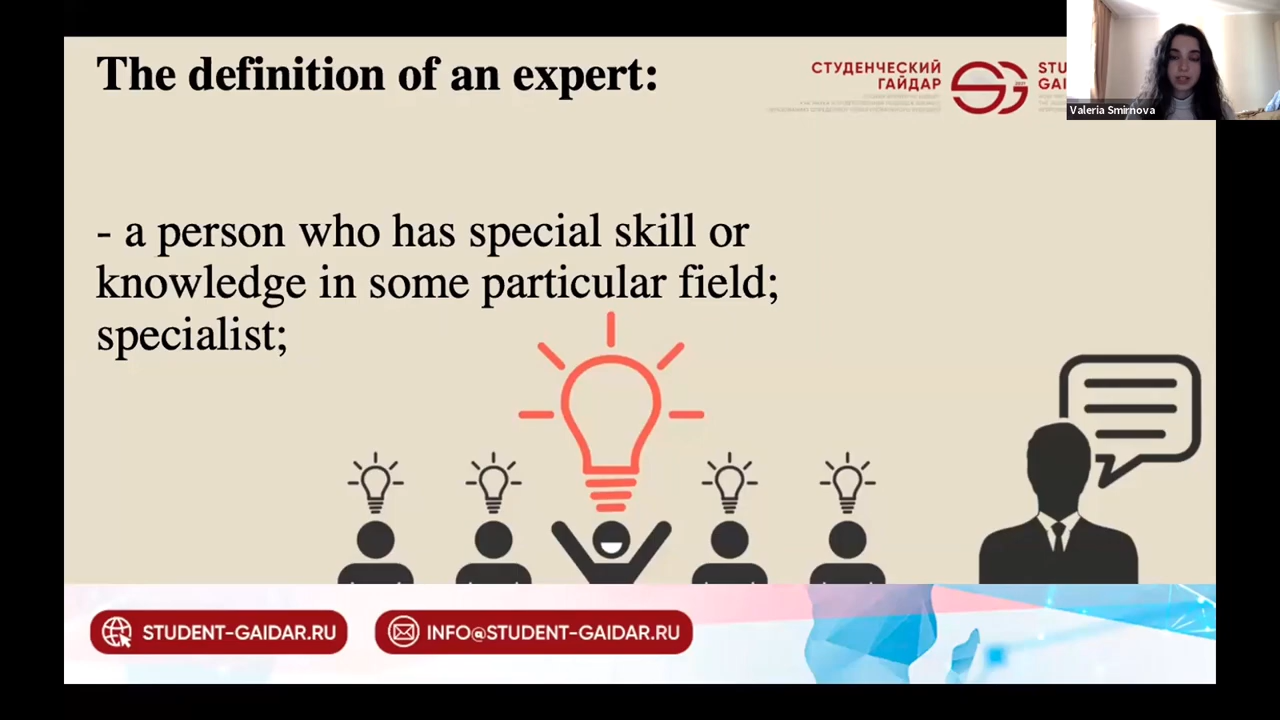 The definition of an expert:
СТУДЕНЧЕСКИЙ
ГАЙДАР
Valeria Smirnova
- a person who has special skill or
knowledge in some particular field;
specialist;
STUDENT-GAIDAR.RU
INFO@STUDENT-GAIDAR.RU